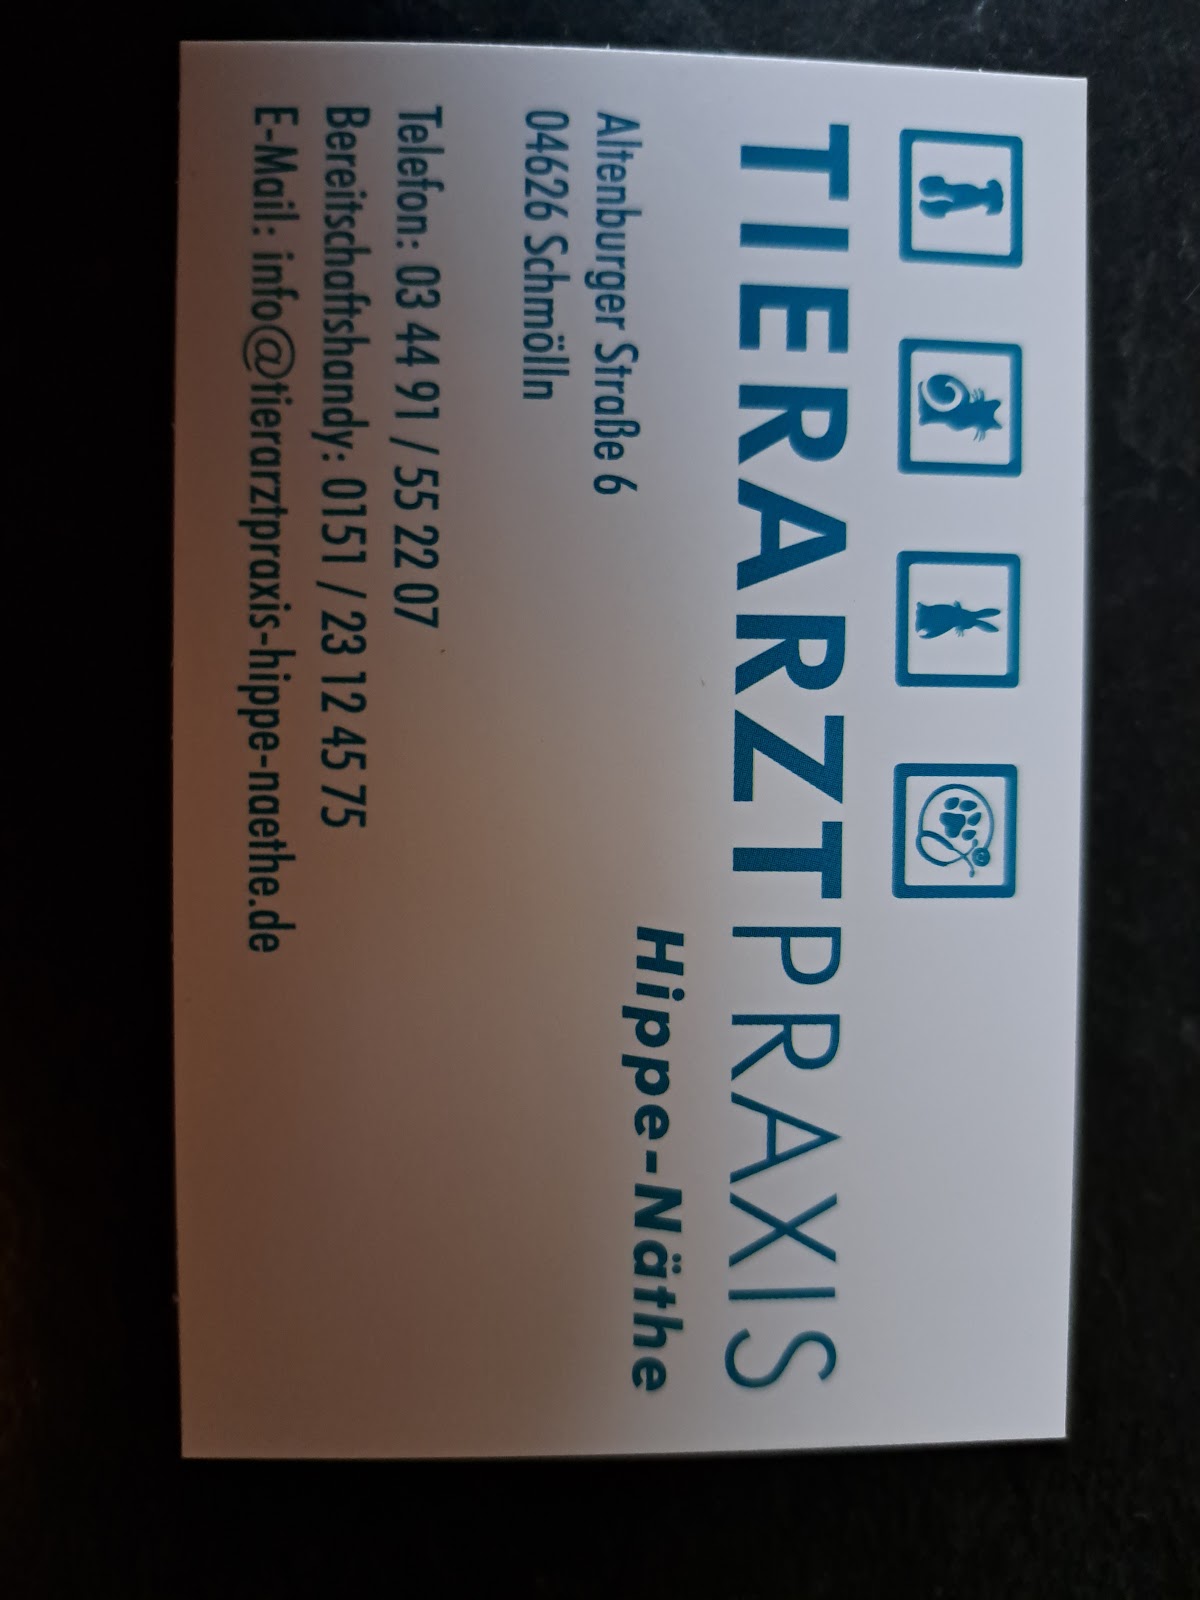 TIERARZTPRAXIS
Hippe-Näthe
Altenburger Straße 6
04626 Schmölln
Telefon: 03 44 91 / 55 22 07
Bereitschaftshandy: 0151 / 23 12 45 75
E-Mail: info@tierarztpraxis-hippe-naethe.de